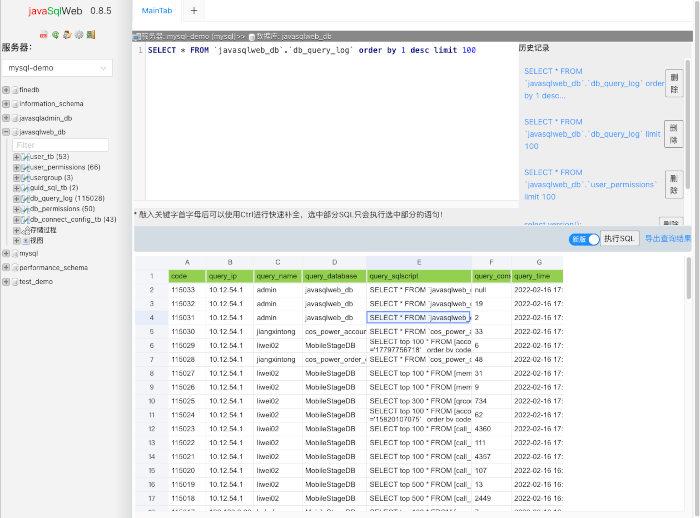 javaSqlWeb 0.8.5
服务器：
mysql-demo
finedb
information_schema
javasqladmin_db
javasqlweb_db
Filter
user_tb (53)
user_permissions (66)
usergroup (3)
guid_sql_tb (2)
db_query_log (115028)
db_permissions (50)
db_connect_config_tb (43)
存储过程
视图
mysql
performance_schema
test_demo
MainTab
+
服务器: mysql-demo (mysql)>> 数据库: javasqlweb_db
1 SELECT * FROM `javasqlweb_db`.`db_query_log` order by 1 desc limit 100
历史记录
SELECT * FROM
`javasqlweb_db`.`db_query_log` order
by 1 desc...
删
除
SELECT * FROM
`javasqlweb_db`.`db_query_log` limit
100
删
除
SELECT * FROM
`javasqlweb_db`.`user_permissions`
limit 100
删
除
select version();
* 敲入关键字首字母后可以使用Ctrl进行快速补全，选中部分SQL只会执行选中部分的语句！
新版 执行SQL 导出查询结果
A B C D E F G
1 code query_ip query_name query_database query_sqlscript query_cons query_time
2 115033 10.12.54.1 admin javasqlweb_db SELECT * FROM `javasqlweb_ null 2022-02-16 17:
3 115032 10.12.54.1 admin javasqlweb_db SELECT * FROM `javasqlweb_ 19 2022-02-16 17:
4 115031 10.12.54.1 admin javasqlweb_db SELECT * FROM `javasqlweb_ 2 2022-02-16 17:
5 115030 10.12.54.1 jiangxintong cos_power_accoun SELECT * FROM `cos_power_a 33 2022-02-16 17:
6 115029 10.12.54.1 liwei02 MobileStageDB SELECT top 100 * FROM [acco
='17797756718' order by code 6 2022-02-16 17:
7 115028 10.12.54.1 jiangxintong cos_power_order_ SELECT * FROM `cos_power_o 48 2022-02-16 17:
8 115027 10.12.54.1 liwei02 MobileStageDB SELECT top 100 * FROM [mem 31 2022-02-16 17:
9 115026 10.12.54.1 liwei02 MobileStageDB SELECT top 100 * FROM [mem 9 2022-02-16 17:
10 115025 10.12.54.1 liwei02 MobileStageDB SELECT top 300 * FROM [qrcod 734 2022-02-16 17:
11 115024 10.12.54.1 liwei02 MobileStageDB SELECT top 100 * FROM [acco
='15820107075' order by code 62 2022-02-16 17:
12 115023 10.12.54.1 liwei02 MobileStageDB SELECT top 100 * FROM [call_ 4360 2022-02-16 17:
13 115022 10.12.54.1 liwei02 MobileStageDB SELECT top 100 * FROM [call_ 111 2022-02-16 17:
14 115021 10.12.54.1 liwei02 MobileStageDB SELECT top 100 * FROM [call_ 4357 2022-02-16 17:
15 115020 10.12.54.1 liwei02 MobileStageDB SELECT top 100 * FROM [call_ 107 2022-02-16 16:
16 115019 10.12.54.1 liwei02 MobileStageDB SELECT top 500 * FROM [call_ 13 2022-02-16 16:
17 115018 10.12.54.1 liwei02 MobileStageDB SELECT top 500 * FROM [call_ 2449 2022-02-16 16: